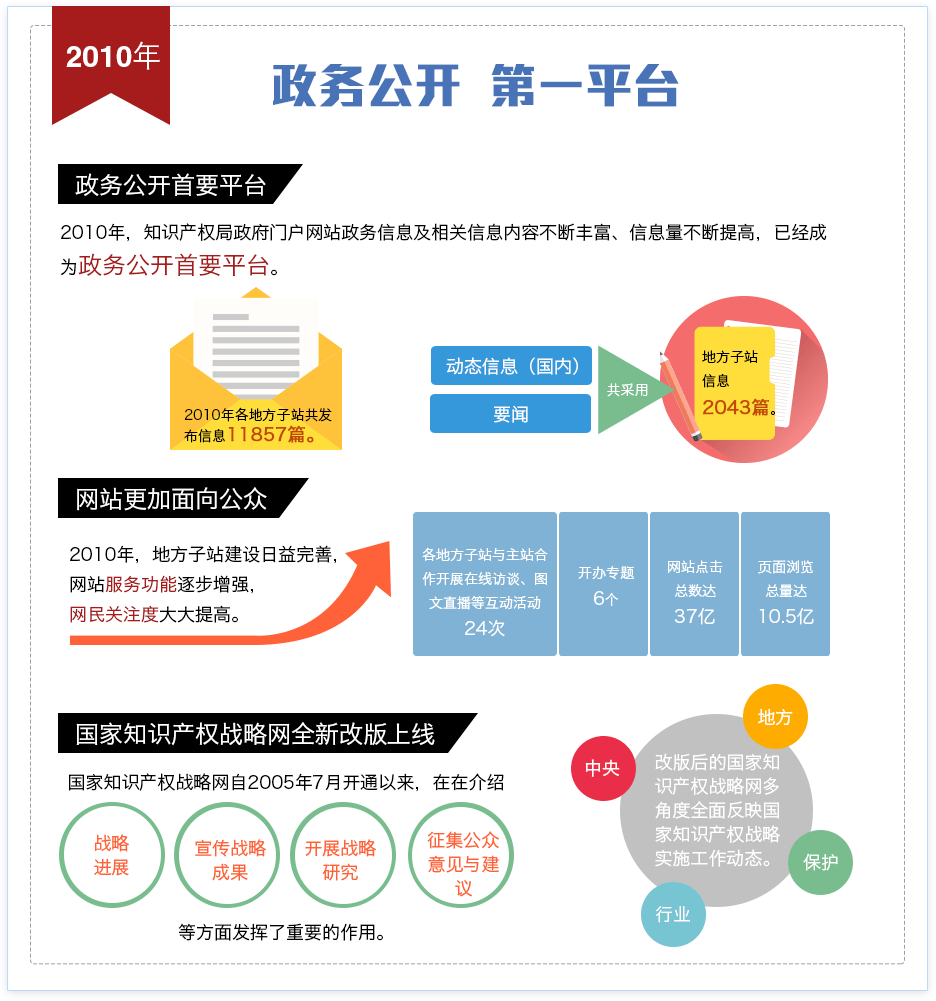 2010年
政务公开 第一平台
政务公开首要平台
2010年，知识产权局政府门户网站政务信息及相关信息内容不断丰富、信息量不断提高，已经成
为政务公开首要平台。
2010年各地方子站共发
布信息11857篇。
动态信息（国内）
要闻
共采用
地方子站
信息
2043篇。
网站更加面向公众
2010年，地方子站建设日益完善，
网站服务功能逐步增强，
网民关注度大大提高。
各地方子站与主站合
作开展在线访谈、图
文直播等互动活动
24次
开办专题
6个
网站点击
总数达
37亿
页面浏览
总量达
10.5亿
国家知识产权战略网全新改版上线
国家知识产权战略网自2005年7月开通以来，在在介绍
战略
进展
宣传战略
成果
开展战略
研究
征集公众
意见与建
议
等方面发挥了重要的作用。
地方
中央
改版后的国家知
识产权战略网多
角度全面反映国
家知识产权战略
实施工作动态。
保护
行业